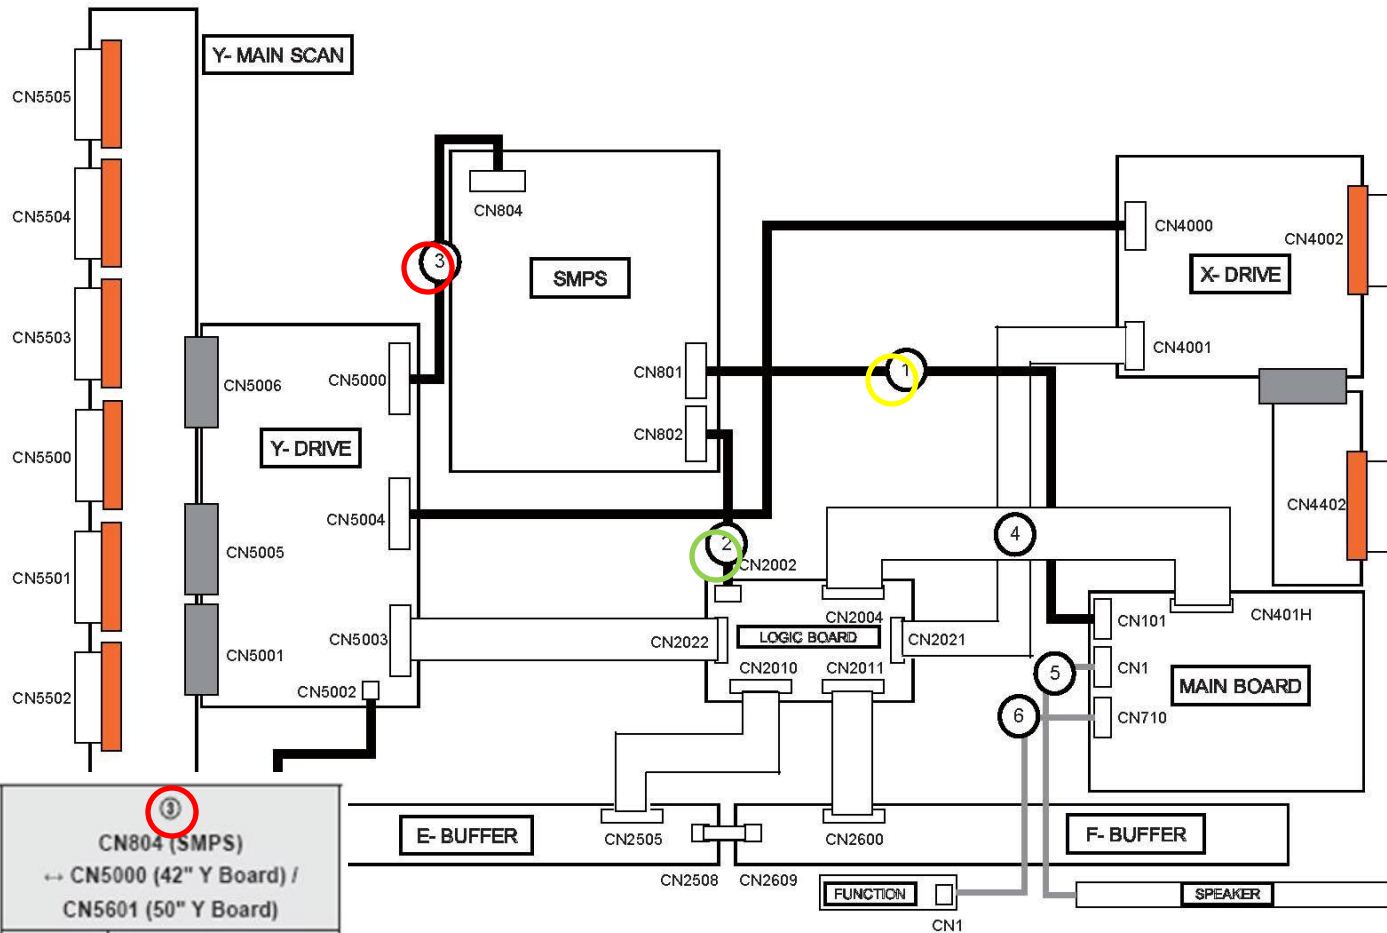 Y- MAIN SCAN
CN5505
CN5504
CN5503
CN5500
CN5501
CN5502
CN804
3
SMPS
CN801
CN802
1
2
CN4000
CN4002
X- DRIVE
CN4001
CN4402
CN5006
CN5000
Y- DRIVE
CN5004
CN5005
CN5003
CN5001
CN5002
CN2002
CN2004
CN2022
LOGIC BOARD
CN2021
CN2010
CN2011
4
CN101
CN401H
5
CN1
MAIN BOARD
6
CN710
③
CN804 (SMPS)
↔ CN5000 (42" Y Board) /
CN5601 (50" Y Board)
E- BUFFER
CN2505
CN2600
F- BUFFER
CN2508
CN2609
FUNCTION
CN1
SPEAKER